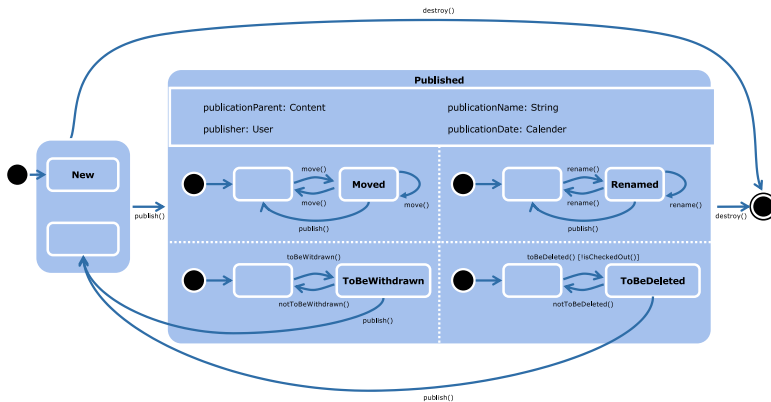 destroy()
Published
publicationParent: Content
publicationName: String
publisher: User
publicationDate: Calender
New
publish()
move()
Moved
move()
move()
publish()
rename()
Renamed
rename()
rename()
publish()
destroy()
toBeWitdrawn()
ToBeWithdrawn
notToBeWithdrawn()
publish()
toBeDeleted() [!isCheckedOut()]
ToBeDeleted
notToBeDeleted()
publish()